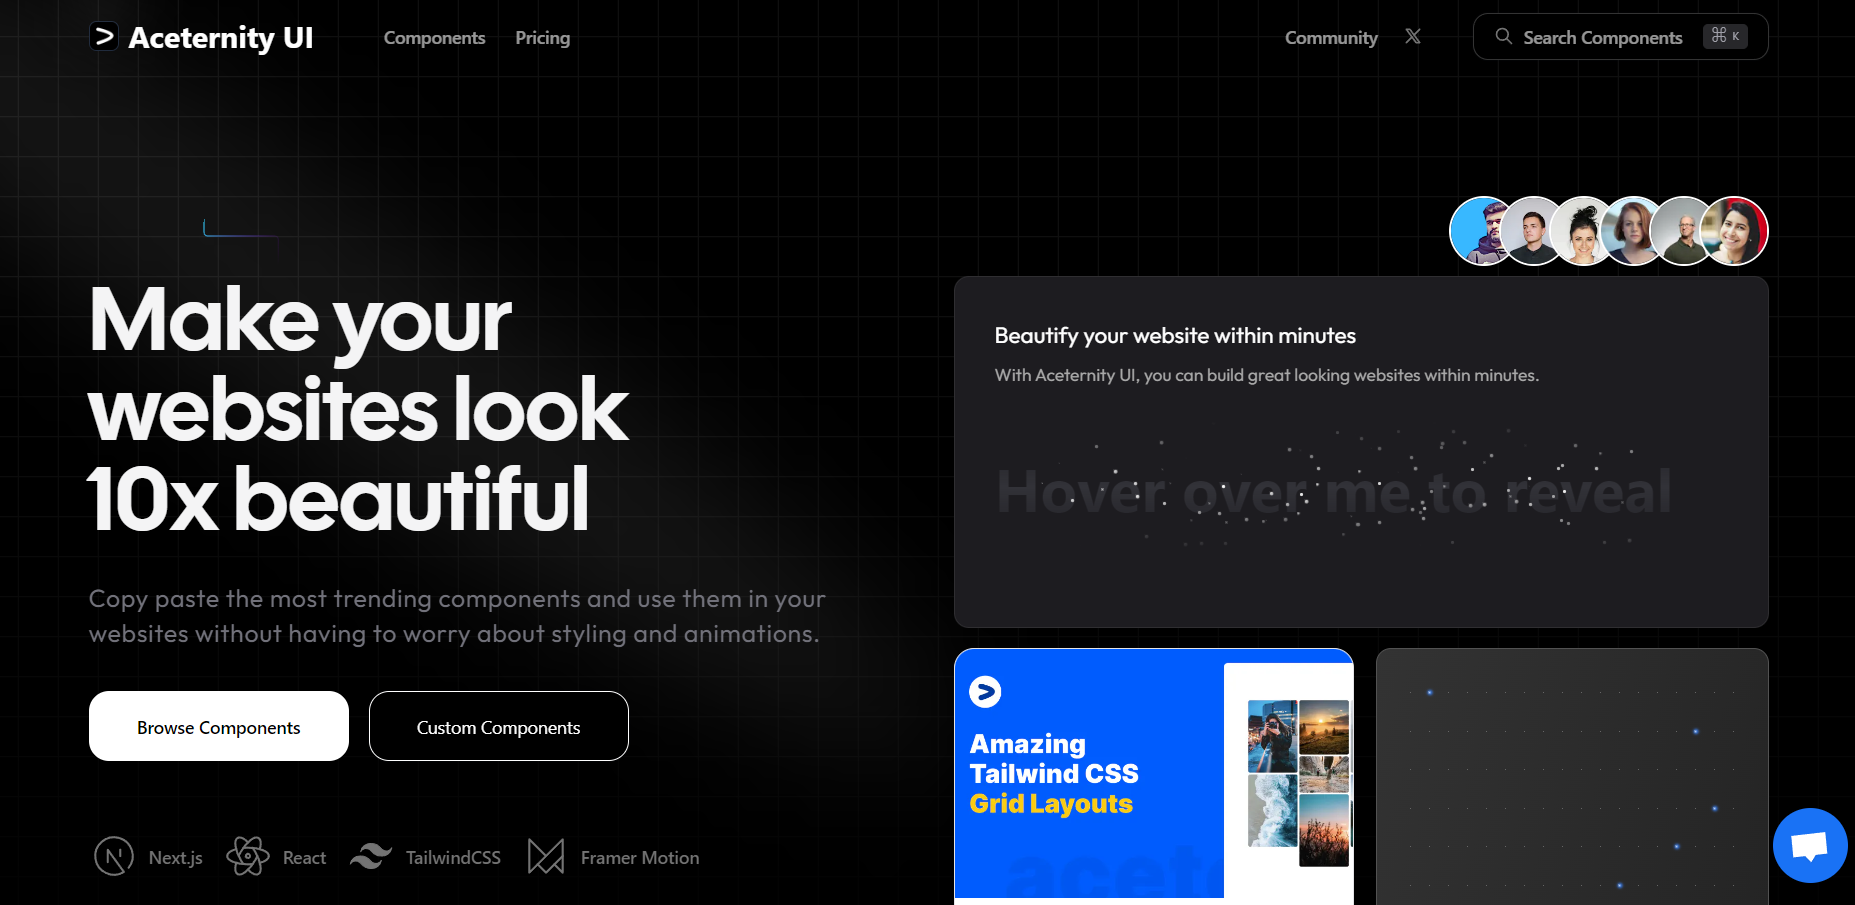 Aceternity UI
Components
Pricing
Community
Search Components
⌘ K
Make your
websites look
10x beautiful
Copy paste the most trending components and use them in your
websites without having to worry about styling and animations.
Browse Components
Custom Components
Next.js
React
TailwindCSS
Framer Motion
Beautify your website within minutes
With Aceternity UI, you can build great looking websites within minutes.
Hover over me to reveal
Amazing
Tailwind CSS
Grid Layouts
acete